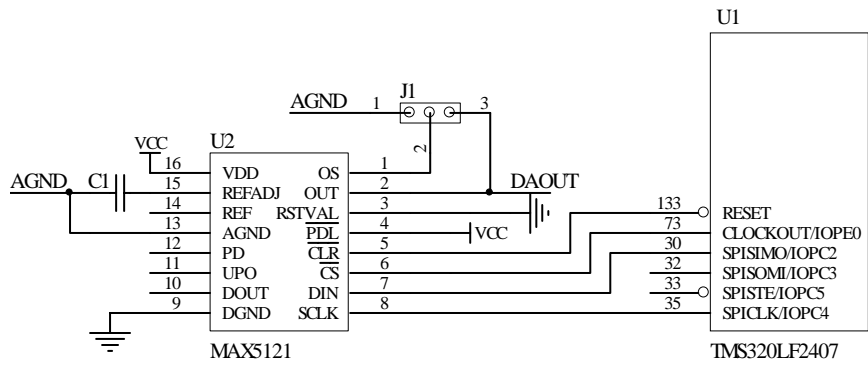 U1
J1
AGND 1 3
2
U2
VCC
16 VDD OS 1
AGND C1 15 REFADJ OUT 2 DAOUT
14 REF RSTVAL 3 133 RESET
13 AGND PDL 4 VCC 73 CLOCKOUT/IOPE0
12 PD CLR 5 30 SPISIMO/IOPC2
11 UPO CS 6 32 SPISOMI/IOPC3
10 DOUT DIN 7 33 SPISTE/IOPC5
9 DGND SCLK 8 35 SPICLK/IOPC4
MAX5121 TMS320LF2407